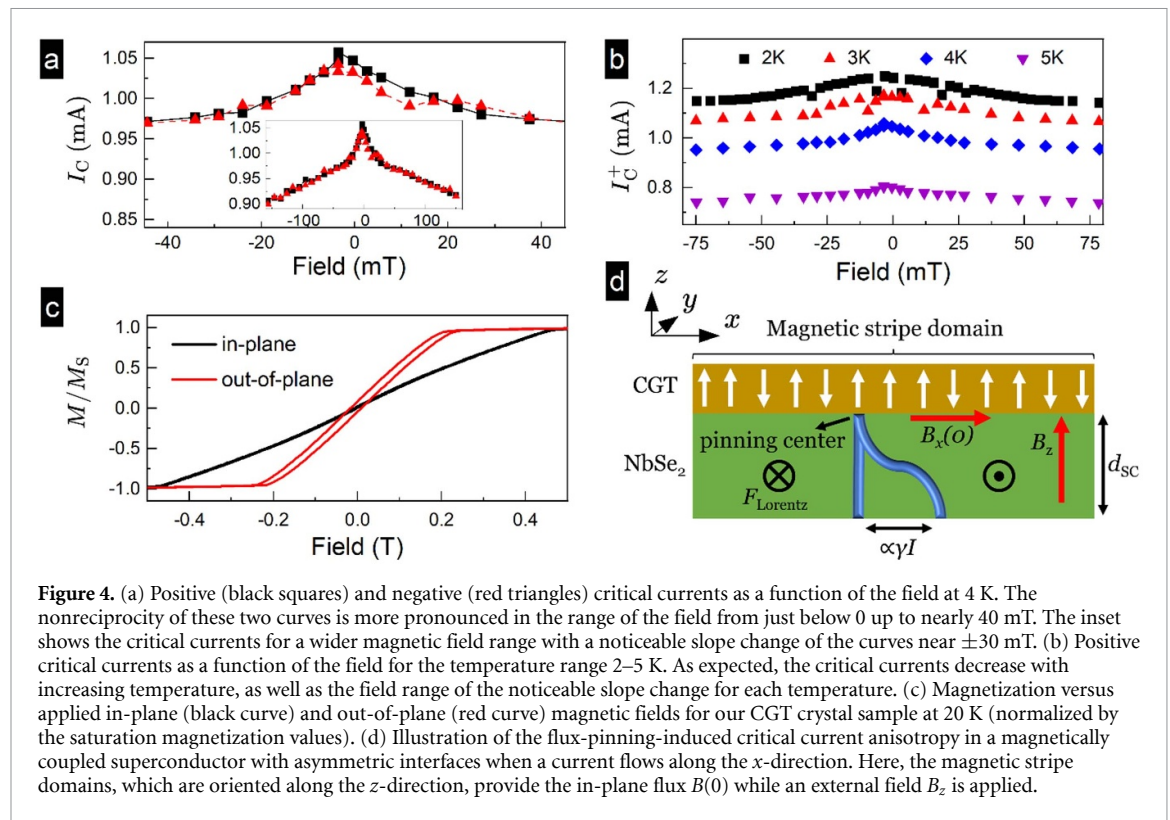 a
1.05
1.00
0.95
0.90
0.85
I_C (mA)
1.05
1.00
0.95
0.90
-100 0 100
-40 -20 0 20 40
Field (mT)
b
2K 3K 4K 5K
1.2
1.0
0.8
I_C^+ (mA)
-75 -50 -25 0 25 50 75
Field (mT)
c
1.0
0.5
0.0
-0.5
-1.0
M/M_S
in-plane
out-of-plane
-0.4 -0.2 0.0 0.2 0.4
Field (T)
d
z
y
x
Magnetic stripe domain
CGT
pinning center
B_x(0)
B_z
NbSe₂
d_SC
F_Lorentz
∝γI
Figure 4. (a) Positive (black squares) and negative (red triangles) critical currents as a function of the field at 4 K. The
nonreciprocity of these two curves is more pronounced in the range of the field from just below 0 up to nearly 40 mT. The inset
shows the critical currents for a wider magnetic field range with a noticeable slope change of the curves near ±30 mT. (b) Positive
critical currents as a function of the field for the temperature range 2–5 K. As expected, the critical currents decrease with
increasing temperature, as well as the field range of the noticeable slope change for each temperature. (c) Magnetization versus
applied in-plane (black curve) and out-of-plane (red curve) magnetic fields for our CGT crystal sample at 20 K (normalized by
the saturation magnetization values). (d) Illustration of the flux-pinning-induced critical current anisotropy in a magnetically
coupled superconductor with asymmetric interfaces when a current flows along the x-direction. Here, the magnetic stripe
domains, which are oriented along the z-direction, provide the in-plane flux B(0) while an external field B_z is applied.